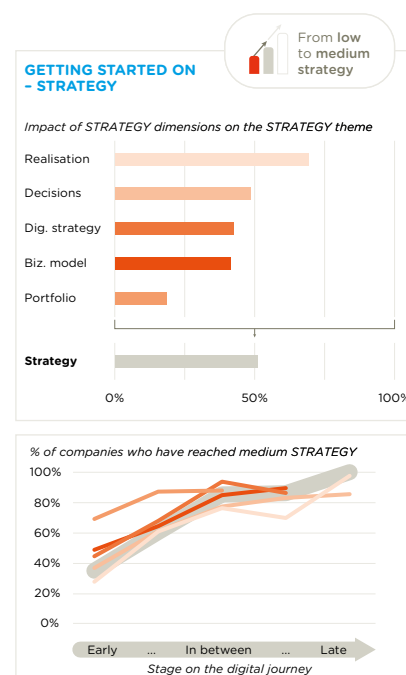 From low
to medium
strategy
GETTING STARTED ON
– STRATEGY
Impact of STRATEGY dimensions on the STRATEGY theme
Realisation
Decisions
Dig. strategy
Biz. model
Portfolio
Strategy
0% 50% 100%
% of companies who have reached medium STRATEGY
100%
80%
60%
40%
20%
0%
Early ... In between ... Late
Stage on the digital journey